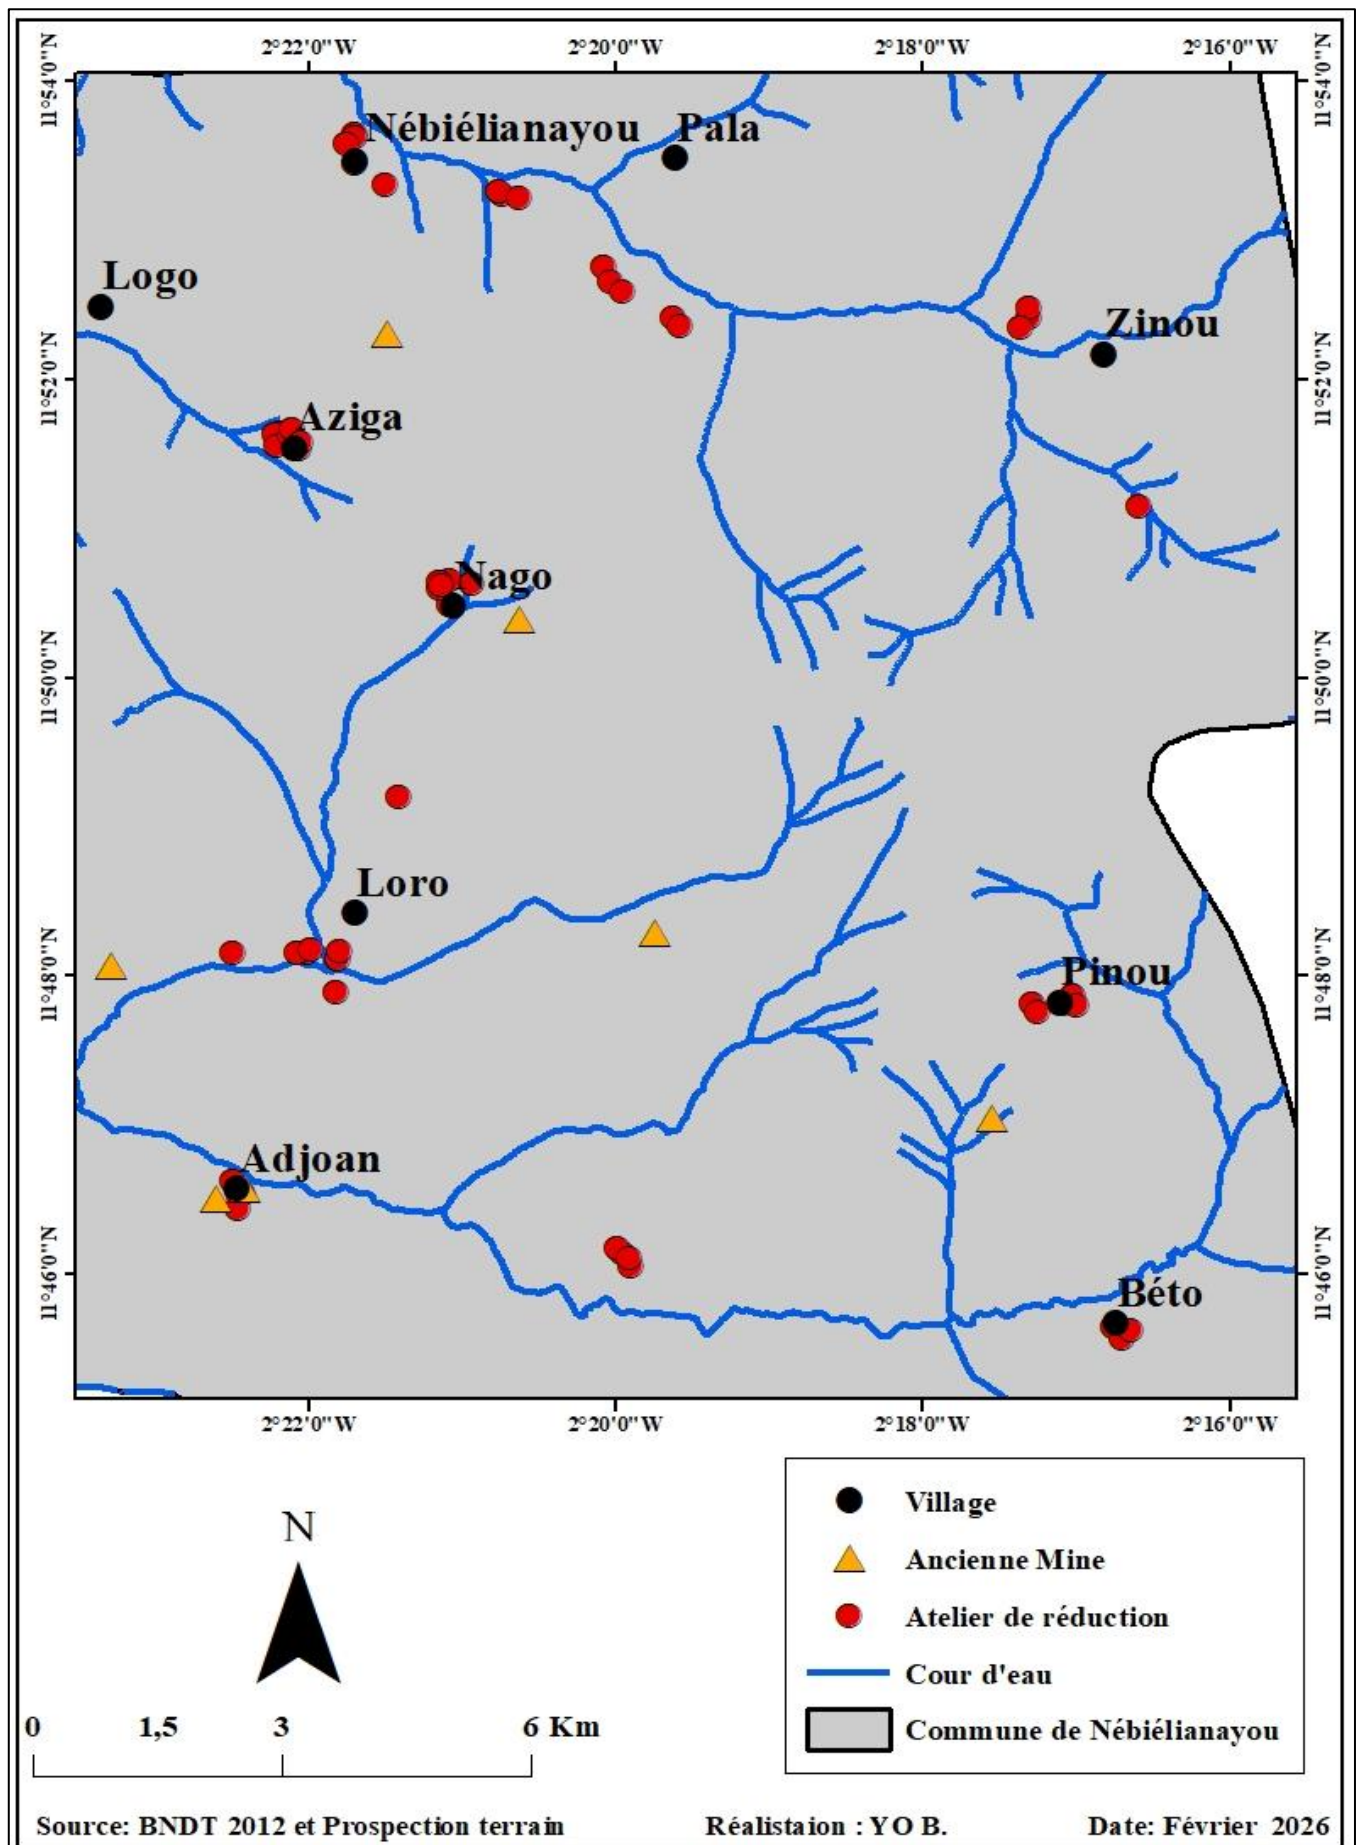 2°22'0"W 2°20'0"W 2°18'0"W 2°16'0"W
11°54'0"N 11°54'0"N
Nébiélianayou Pala
Logo
Zinou
11°52'0"N 11°52'0"N
Aziga
Nago
11°50'0"N 11°50'0"N
Loro
11°48'0"N 11°48'0"N
Pinou
Adjoan
11°46'0"N 11°46'0"N
Béto
2°22'0"W 2°20'0"W 2°18'0"W 2°16'0"W
N
0 1,5 3 6 Km
Village
Ancienne Mine
Atelier de réduction
Cour d'eau
Commune de Nébiélianayou
Source: BNDT 2012 et Prospection terrain Réalistaion : YO B. Date: Février 2026